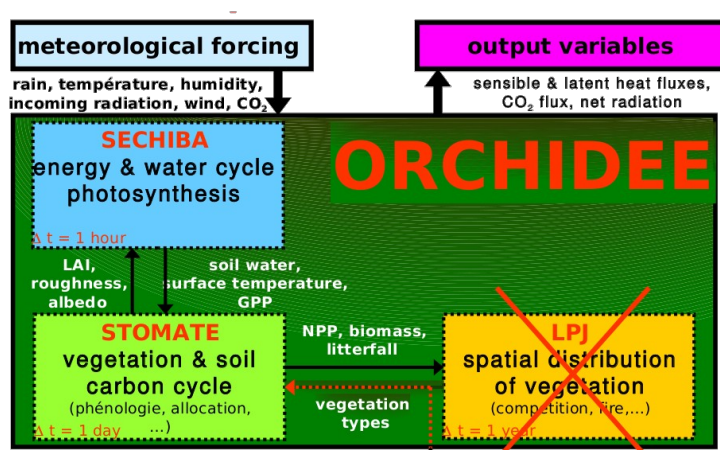 meteorological forcing
output variables
rain, température, humidity,
incoming radiation, wind, CO₂
sensible & latent heat fluxes,
CO₂ flux, net radiation
SECHIBA
energy & water cycle
photosynthesis
Δ t = 1 hour
ORCHIDEE
LAI,
roughness,
albedo
soil water,
surface temperature,
GPP
STOMATE
vegetation & soil
carbon cycle
(phénologie, allocation,
...)
Δ t = 1 day
NPP, biomass,
litterfall
vegetation
types
LPJ
spatial distribution
of vegetation
(competition, fire,...)
Δ t = 1 year